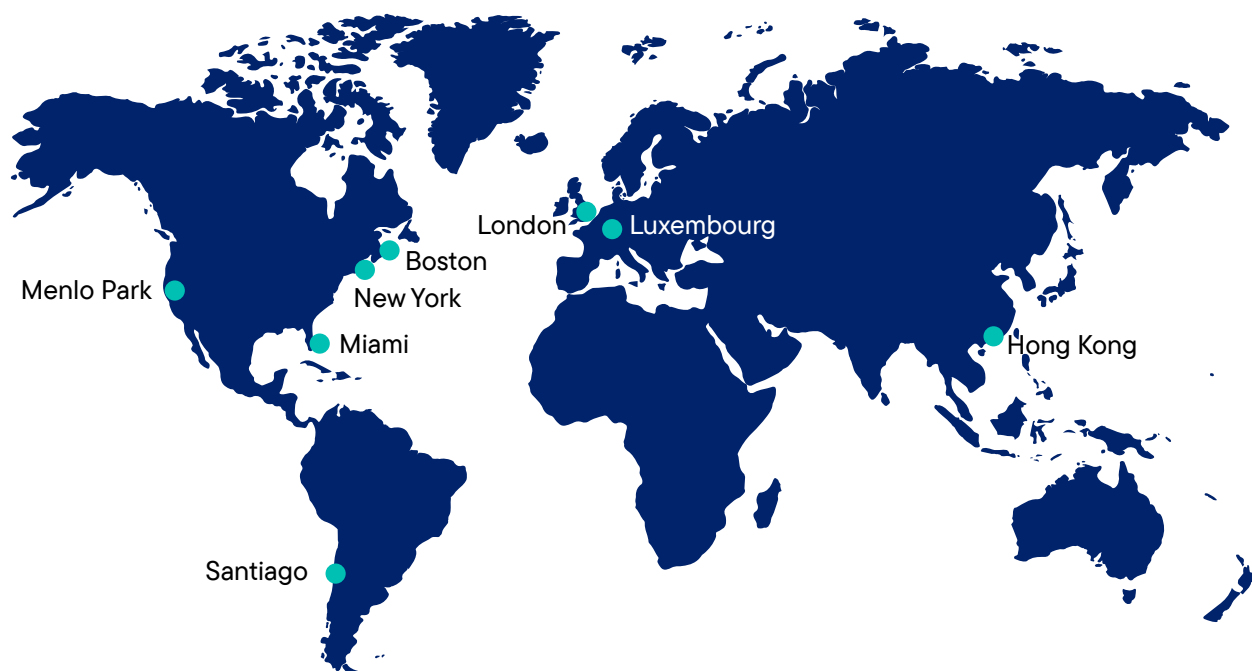 London
Luxembourg
Boston
Menlo Park
New York
Miami
Hong Kong
Santiago